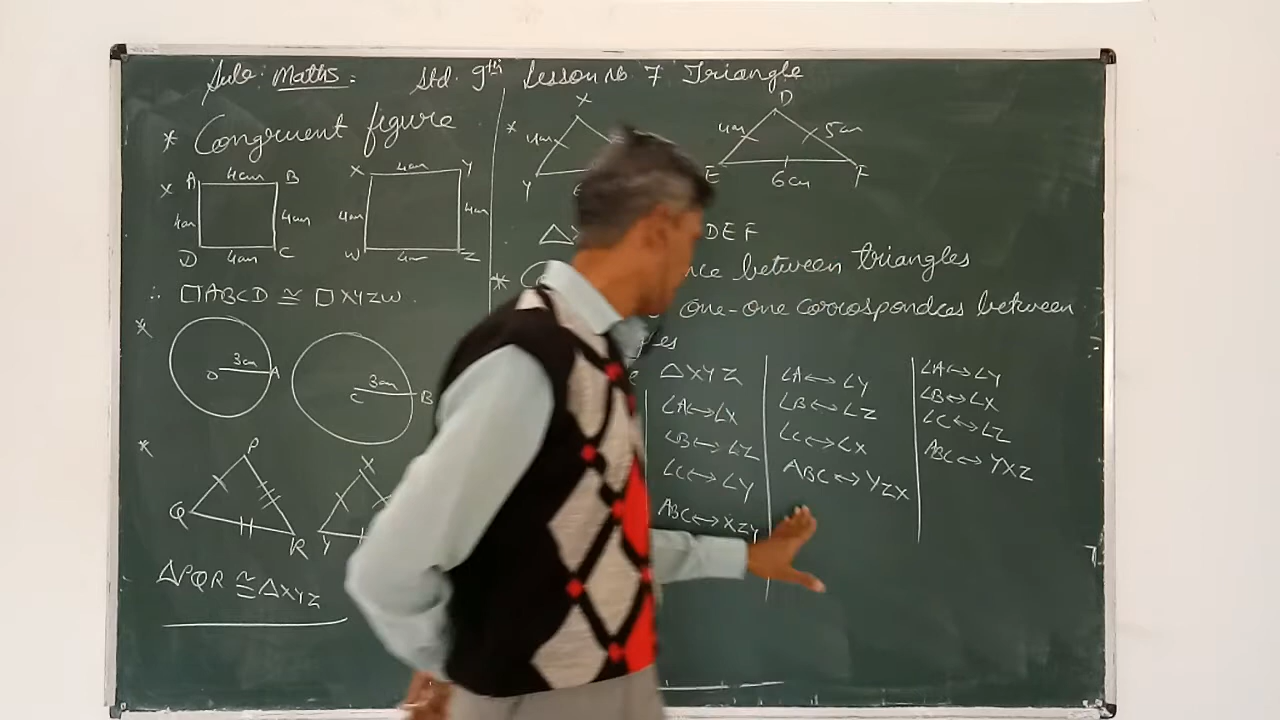 Sub: Maths: Std. 9th Lesson No 7 Triangle
* Congruent figure
A 4cm B
4cm 4cm
D 4cm C
X 4cm Y
4cm 4cm
W 4cm Z
∴ □ABCD ≅ □XYZW.
*
O 3cm A
C 3cm B
*
P
Q R
X
Y
△PQR ≅ △XYZ
* X
4cm
Y
D
4cm 5cm
E 6cm F
△ DEF
* between triangles
one-one corrospondces between
△XYZ
∠A↔∠X
∠B↔∠Z
∠C↔∠Y
ABC↔XZY
∠A↔∠Y
∠B↔∠Z
∠C↔∠X
ABC↔YZX
∠A↔∠Y
∠B↔∠X
∠C↔∠Z
ABC↔YXZ